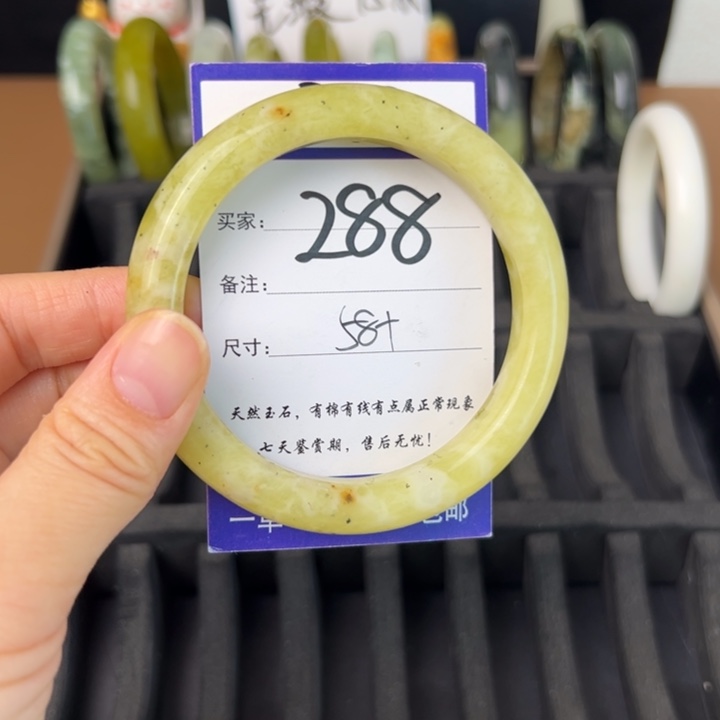 买家: 288
备注:
尺寸: 58+
天然玉石，有棉有线有点属正常现象
七天鉴赏期，售后无忧！